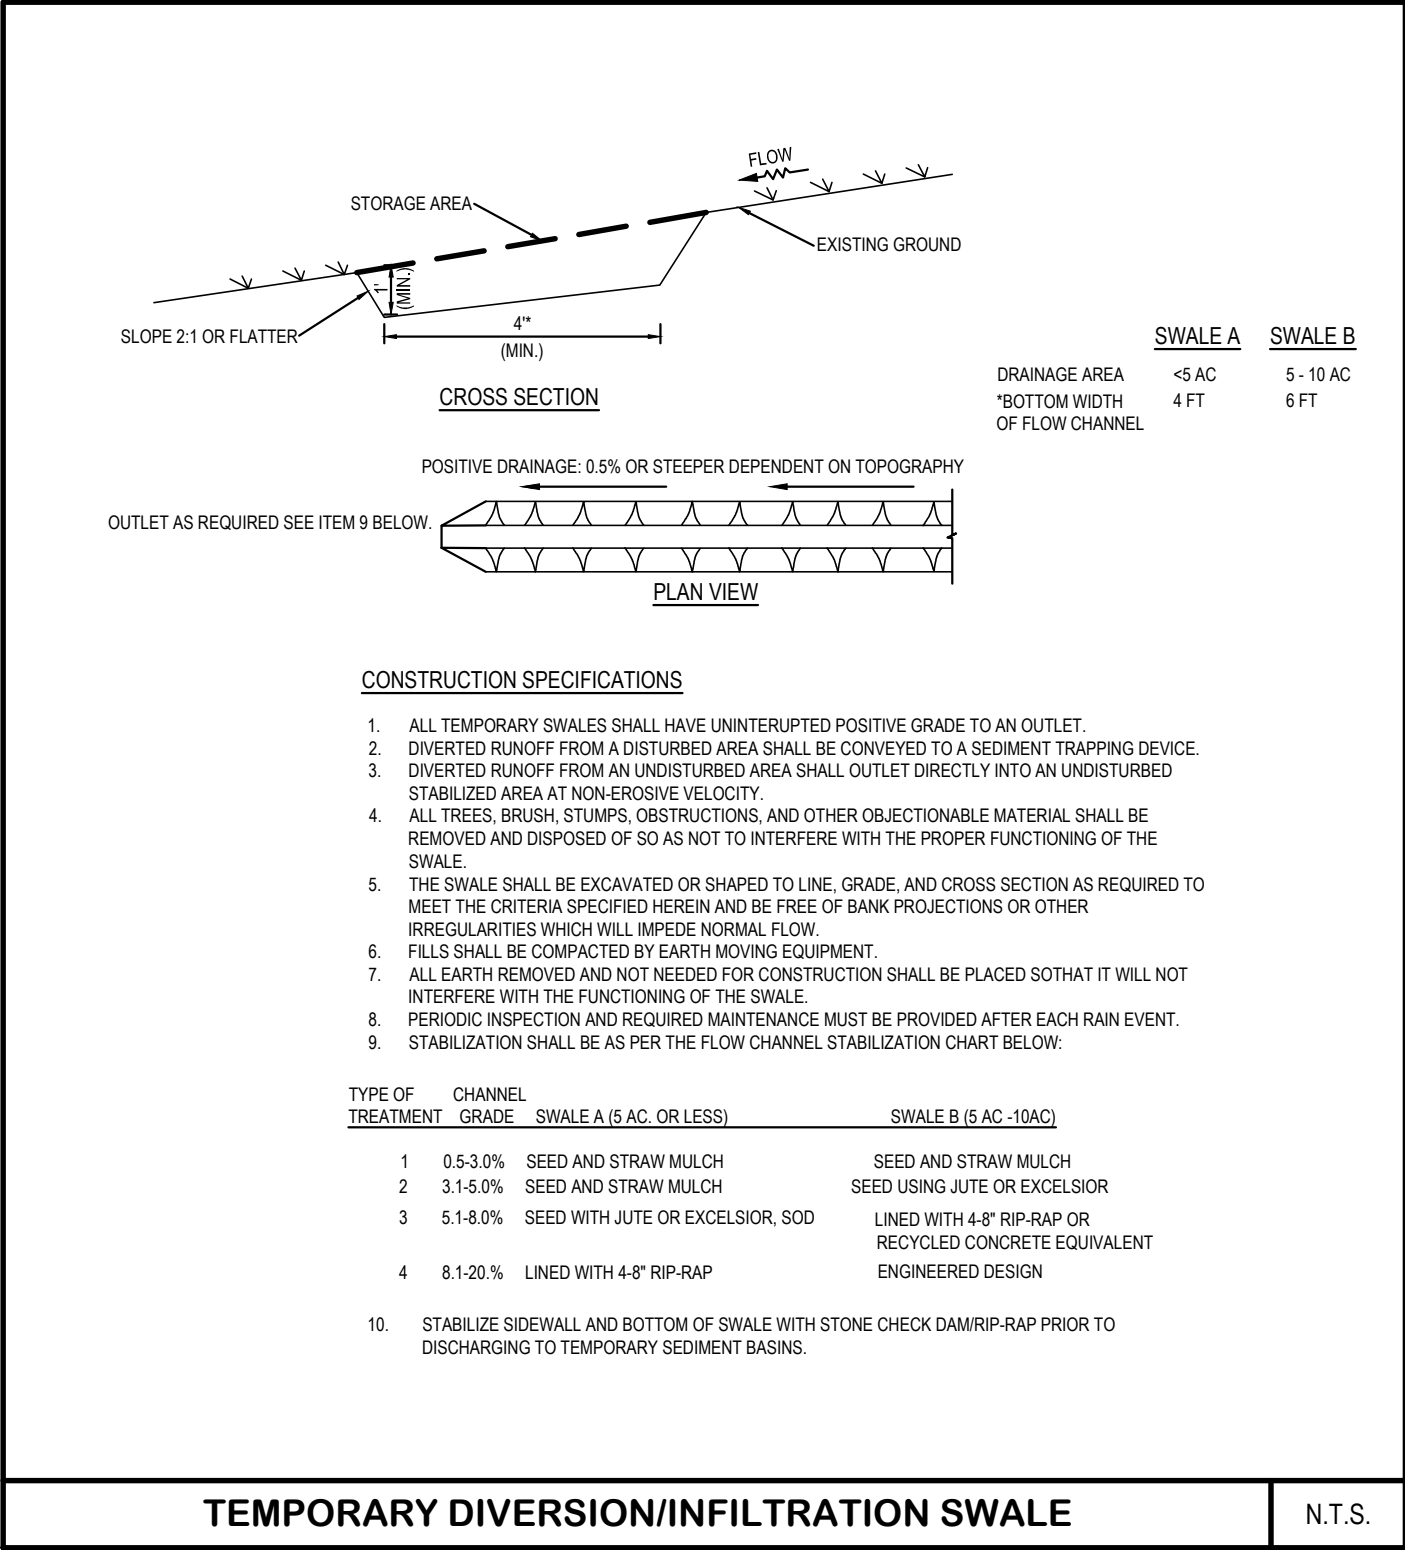 FLOW
STORAGE AREA
EXISTING GROUND
1'
(MIN.)
SLOPE 2:1 OR FLATTER
4'*
(MIN.)
CROSS SECTION
SWALE A SWALE B
DRAINAGE AREA <5 AC 5 - 10 AC
*BOTTOM WIDTH 4 FT 6 FT
OF FLOW CHANNEL
POSITIVE DRAINAGE: 0.5% OR STEEPER DEPENDENT ON TOPOGRAPHY
OUTLET AS REQUIRED SEE ITEM 9 BELOW.
PLAN VIEW
CONSTRUCTION SPECIFICATIONS
1. ALL TEMPORARY SWALES SHALL HAVE UNINTERUPTED POSITIVE GRADE TO AN OUTLET.
2. DIVERTED RUNOFF FROM A DISTURBED AREA SHALL BE CONVEYED TO A SEDIMENT TRAPPING DEVICE.
3. DIVERTED RUNOFF FROM AN UNDISTURBED AREA SHALL OUTLET DIRECTLY INTO AN UNDISTURBED
STABILIZED AREA AT NON-EROSIVE VELOCITY.
4. ALL TREES, BRUSH, STUMPS, OBSTRUCTIONS, AND OTHER OBJECTIONABLE MATERIAL SHALL BE
REMOVED AND DISPOSED OF SO AS NOT TO INTERFERE WITH THE PROPER FUNCTIONING OF THE
SWALE.
5. THE SWALE SHALL BE EXCAVATED OR SHAPED TO LINE, GRADE, AND CROSS SECTION AS REQUIRED TO
MEET THE CRITERIA SPECIFIED HEREIN AND BE FREE OF BANK PROJECTIONS OR OTHER
IRREGULARITIES WHICH WILL IMPEDE NORMAL FLOW.
6. FILLS SHALL BE COMPACTED BY EARTH MOVING EQUIPMENT.
7. ALL EARTH REMOVED AND NOT NEEDED FOR CONSTRUCTION SHALL BE PLACED SOTHAT IT WILL NOT
INTERFERE WITH THE FUNCTIONING OF THE SWALE.
8. PERIODIC INSPECTION AND REQUIRED MAINTENANCE MUST BE PROVIDED AFTER EACH RAIN EVENT.
9. STABILIZATION SHALL BE AS PER THE FLOW CHANNEL STABILIZATION CHART BELOW:
TYPE OF CHANNEL
TREATMENT GRADE SWALE A (5 AC. OR LESS) SWALE B (5 AC -10AC)
1 0.5-3.0% SEED AND STRAW MULCH SEED AND STRAW MULCH
2 3.1-5.0% SEED AND STRAW MULCH SEED USING JUTE OR EXCELSIOR
3 5.1-8.0% SEED WITH JUTE OR EXCELSIOR, SOD LINED WITH 4-8" RIP-RAP OR
RECYCLED CONCRETE EQUIVALENT
4 8.1-20.% LINED WITH 4-8" RIP-RAP ENGINEERED DESIGN
10. STABILIZE SIDEWALL AND BOTTOM OF SWALE WITH STONE CHECK DAM/RIP-RAP PRIOR TO
DISCHARGING TO TEMPORARY SEDIMENT BASINS.
TEMPORARY DIVERSION/INFILTRATION SWALE
N.T.S.